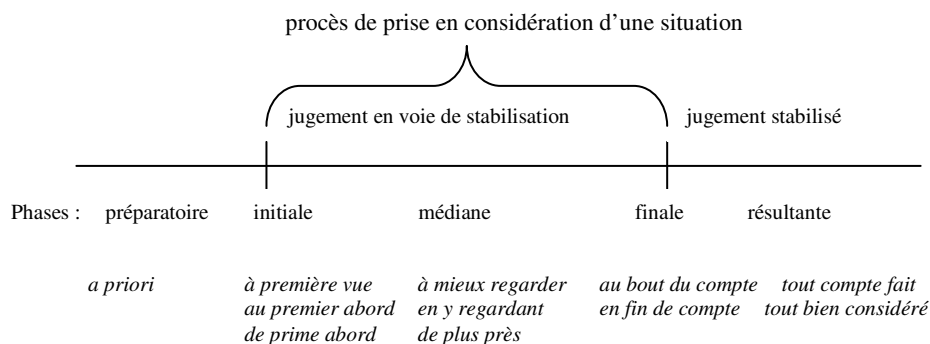 procès de prise en considération d'une situation
jugement en voie de stabilisation jugement stabilisé
Phases : préparatoire initiale médiane finale résultante
a priori à première vue à mieux regarder au bout du compte tout compte fait
au premier abord en y regardant en fin de compte tout bien considéré
de prime abord de plus près